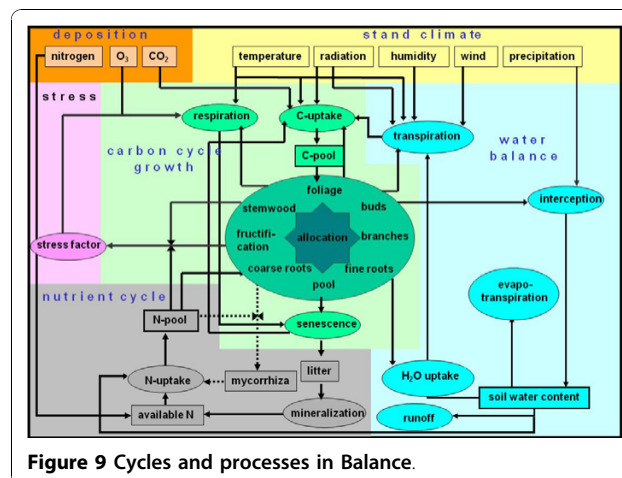 deposition
stand climate
nitrogen O3 CO2 temperature radiation humidity wind precipitation
stress
respiration C-uptake transpiration
carbon cycle
growth
water
balance
C-pool
foliage
stemwood buds
interception
fructifi-
cation
allocation branches
stress factor
coarse roots fine roots
pool
evapo-
transpiration
nutrient cycle
N-pool
senescence
litter
N-uptake mycorrhiza
H2O uptake
soil water content
available N mineralization
runoff
Figure 9 Cycles and processes in Balance.